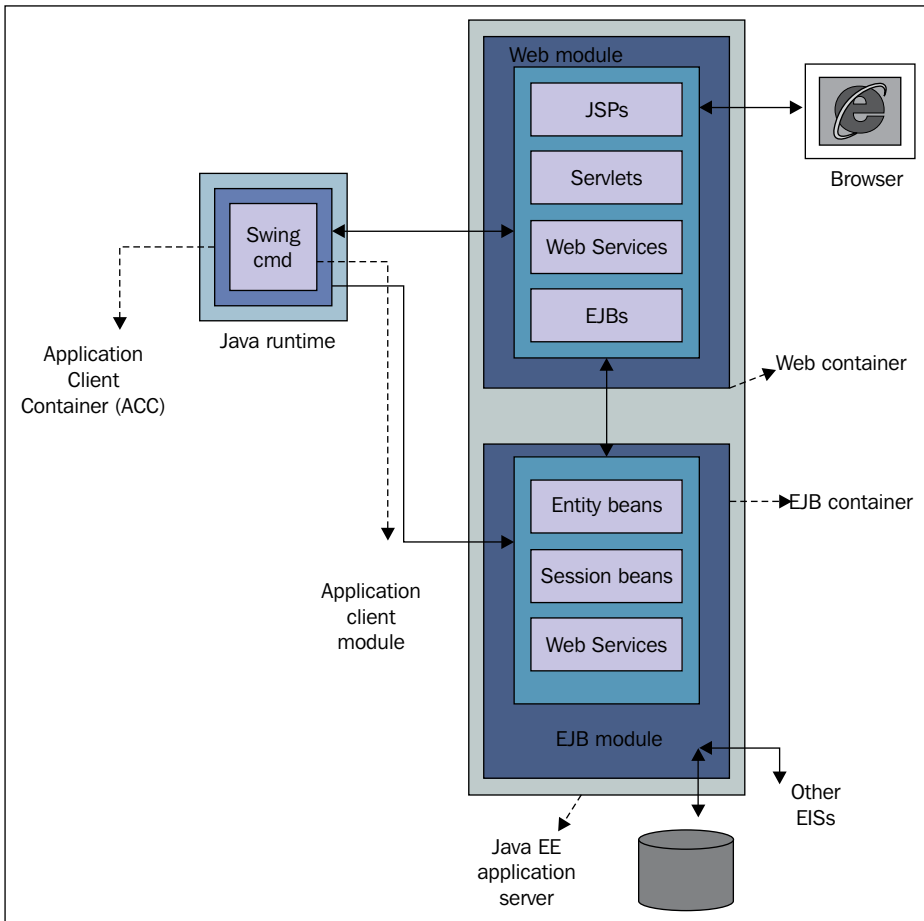 Web module
JSPs
Servlets
Web Services
EJBs
Browser
Swing
cmd
Java runtime
Application
Client
Container (ACC)
Web container
Entity beans
Session beans
Web Services
EJB module
EJB container
Application
client
module
Other
EISs
Java EE
application
server